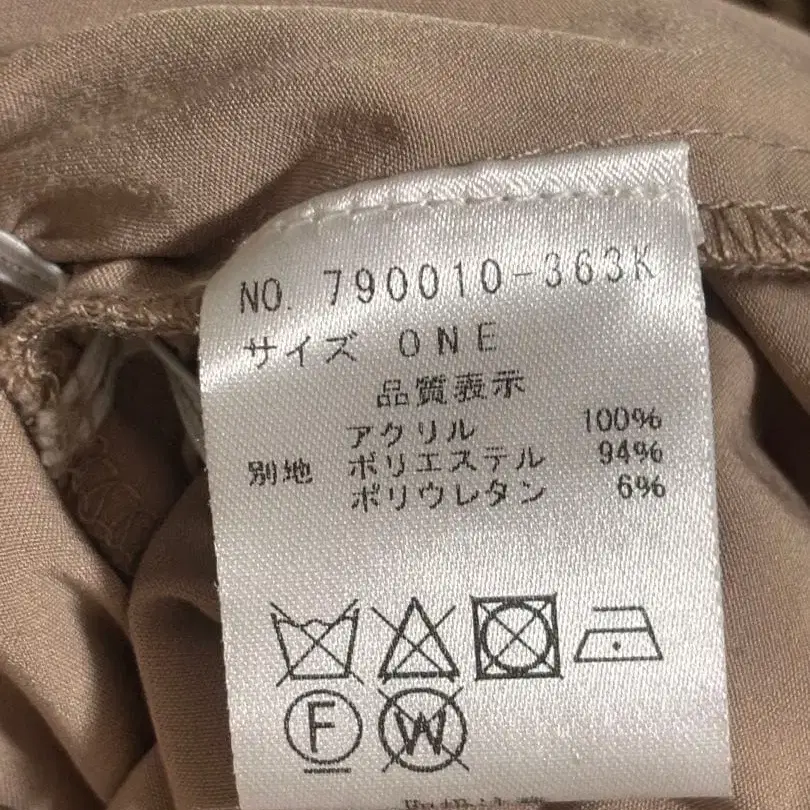 NO. 790010-363K
サイズ ONE
品質表示
アクリル 100%
別地 ポリエステル 94%
ポリウレタン 6%
F W